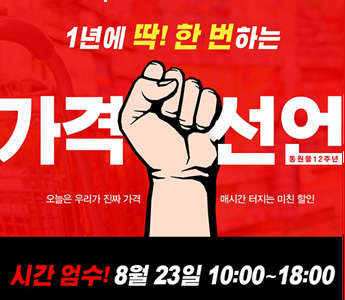 1년에 딱! 한 번하는
가격 선언
동원몰12주년
오늘은 우리가 진짜 가격 매시간 터지는 미친 할인
시간 엄수! 8월 23일 10:00~18:00